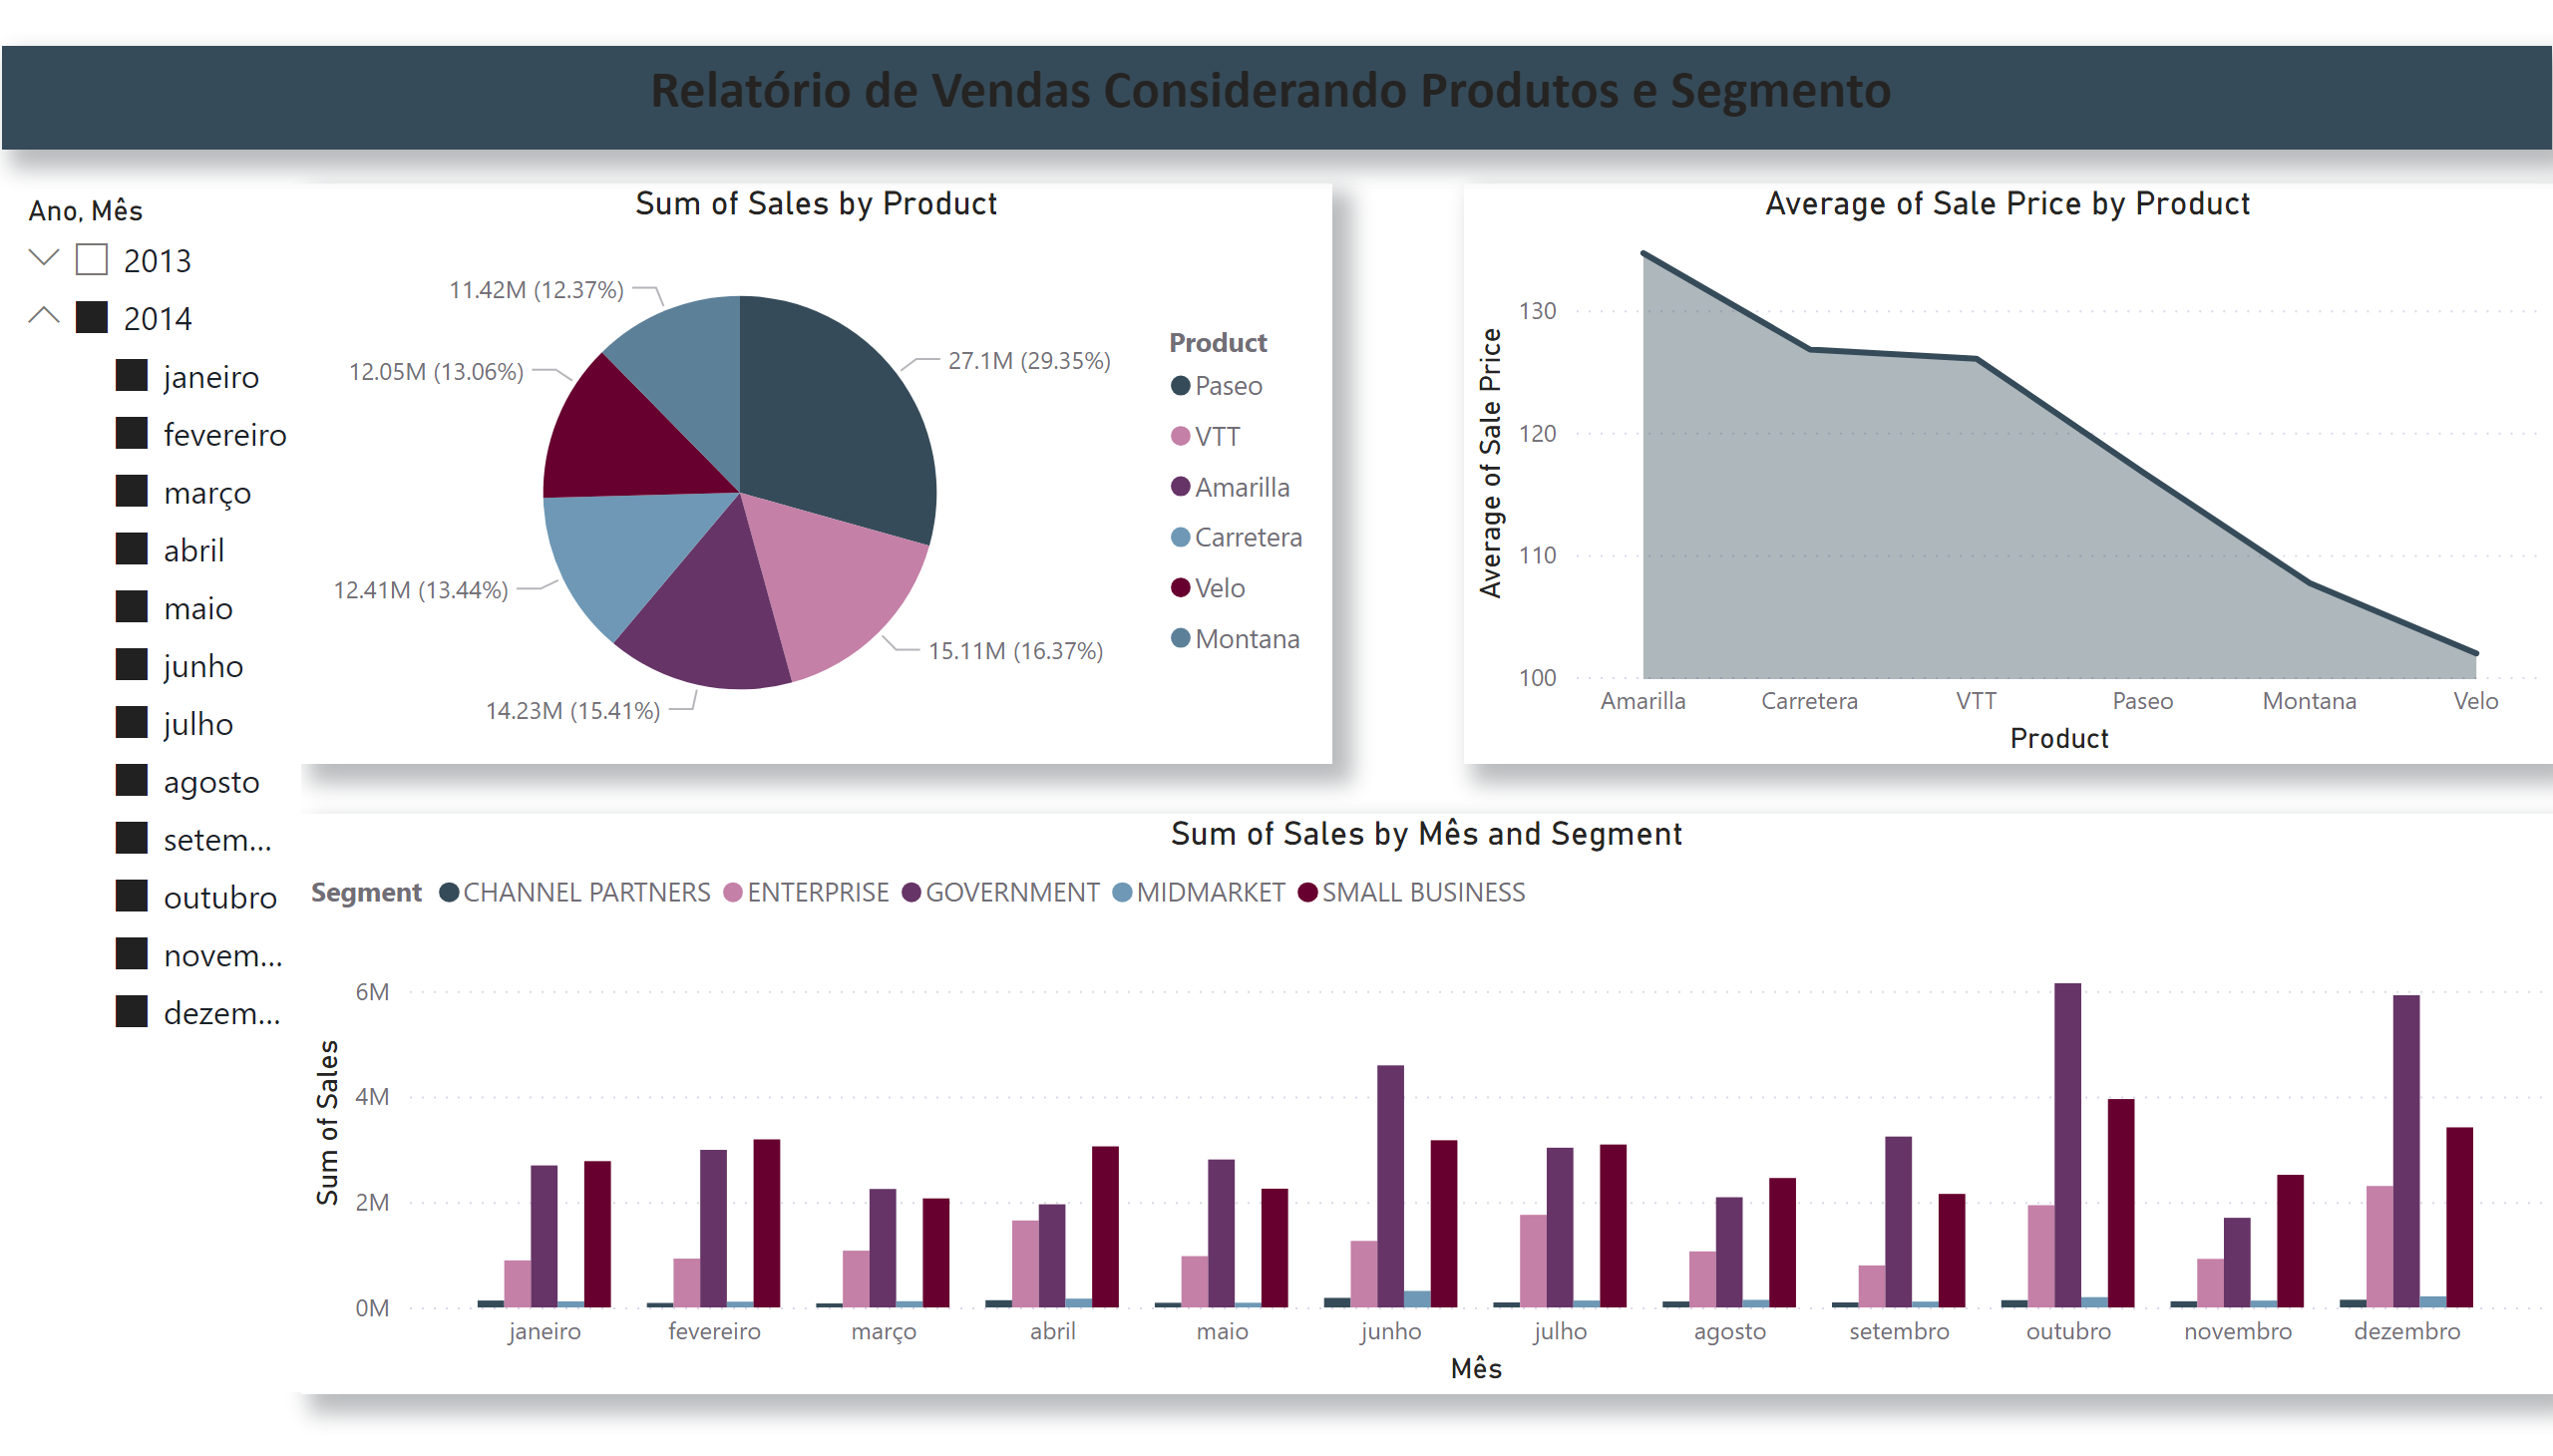 Relatório de Vendas Considerando Produtos e Segmento
Ano, Mês
2013
2014
janeiro
fevereiro
março
abril
maio
junho
julho
agosto
setem...
outubro
novem...
dezem...
Sum of Sales by Product
11.42M (12.37%)
12.05M (13.06%)
27.1M (29.35%)
12.41M (13.44%)
15.11M (16.37%)
14.23M (15.41%)
Product
Paseo
VTT
Amarilla
Carretera
Velo
Montana
Average of Sale Price by Product
Average of Sale Price
130
120
110
100
Amarilla Carretera VTT Paseo Montana Velo
Product
Sum of Sales by Mês and Segment
Segment CHANNEL PARTNERS ENTERPRISE GOVERNMENT MIDMARKET SMALL BUSINESS
Sum of Sales
6M
4M
2M
0M
janeiro fevereiro março abril maio junho julho agosto setembro outubro novembro dezembro
Mês